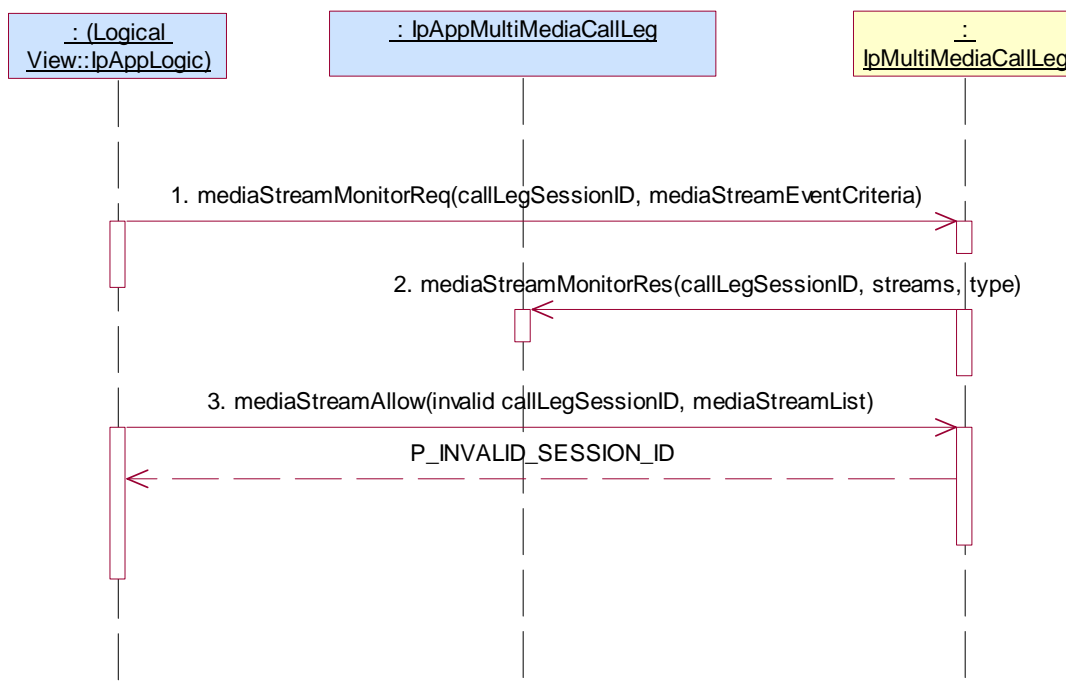 : (Logical
View::IpAppLogic)
: IpAppMultiMediaCallLeg
:
IpMultiMediaCallLeg
1. mediaStreamMonitorReq(callLegSessionID, mediaStreamEventCriteria)
2. mediaStreamMonitorRes(callLegSessionID, streams, type)
3. mediaStreamAllow(invalid callLegSessionID, mediaStreamList)
P_INVALID_SESSION_ID